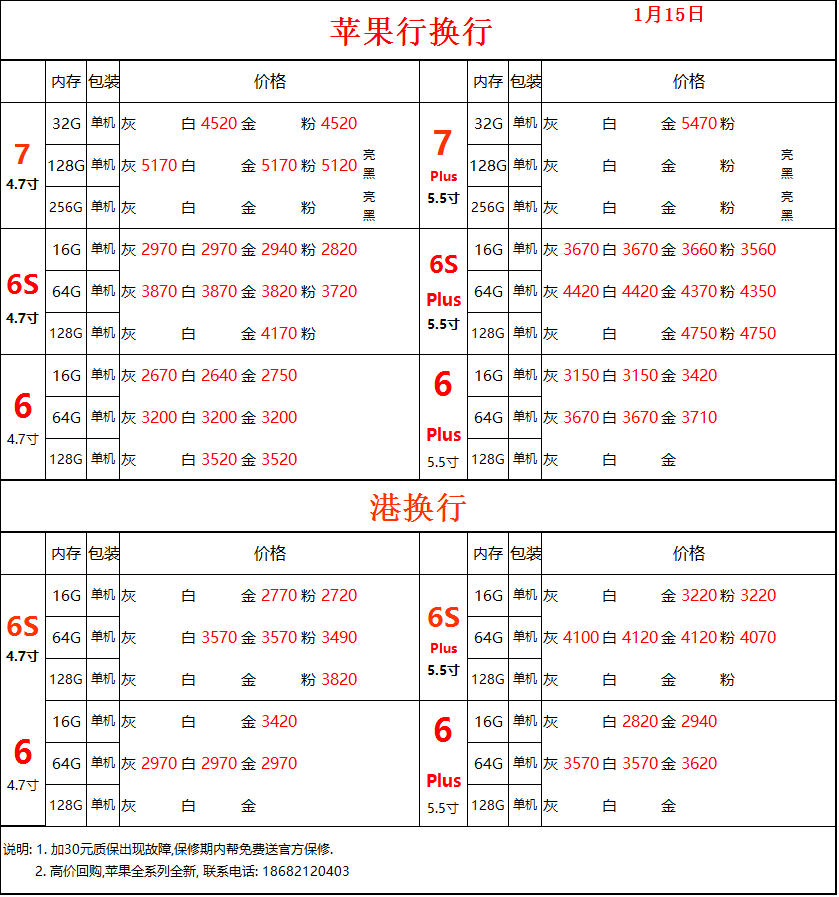 苹果行换行 1月15日
内存 包装 价格 内存 包装 价格
7 4.7寸 32G 单机 灰 白 4520 金 粉 4520 7 Plus 5.5寸 32G 单机 灰 白 金 5470 粉
128G 单机 灰 5170 白 金 5170 粉 5120 亮黑 128G 单机 灰 白 金 粉 亮黑
256G 单机 灰 白 金 粉 亮黑 256G 单机 灰 白 金 粉 亮黑
6S 4.7寸 16G 单机 灰 2970 白 2970 金 2940 粉 2820 6S Plus 5.5寸 16G 单机 灰 3670 白 3670 金 3660 粉 3560
64G 单机 灰 3870 白 3870 金 3820 粉 3720 64G 单机 灰 4420 白 4420 金 4370 粉 4350
128G 单机 灰 白 金 4170 粉 128G 单机 灰 白 金 4750 粉 4750
6 4.7寸 16G 单机 灰 2670 白 2640 金 2750 6 Plus 5.5寸 16G 单机 灰 3150 白 3150 金 3420
64G 单机 灰 3200 白 3200 金 3200 64G 单机 灰 3670 白 3670 金 3710
128G 单机 灰 白 3520 金 3520 128G 单机 灰 白 金
港换行
内存 包装 价格 内存 包装 价格
6S 4.7寸 16G 单机 灰 白 金 2770 粉 2720 6S Plus 5.5寸 16G 单机 灰 白 金 3220 粉 3220
64G 单机 灰 白 3570 金 3570 粉 3490 64G 单机 灰 4100 白 4120 金 4120 粉 4070
128G 单机 灰 白 金 粉 3820 128G 单机 灰 白 金 粉
6 4.7寸 16G 单机 灰 白 金 3420 6 Plus 5.5寸 16G 单机 灰 白 2820 金 2940
64G 单机 灰 2970 白 2970 金 2970 64G 单机 灰 3570 白 3570 金 3620
128G 单机 灰 白 金 128G 单机 灰 白 金
说明: 1. 加30元质保出现故障,保修期内帮免费送官方保修.
2. 高价回购,苹果全系列全新, 联系电话: 18682120403